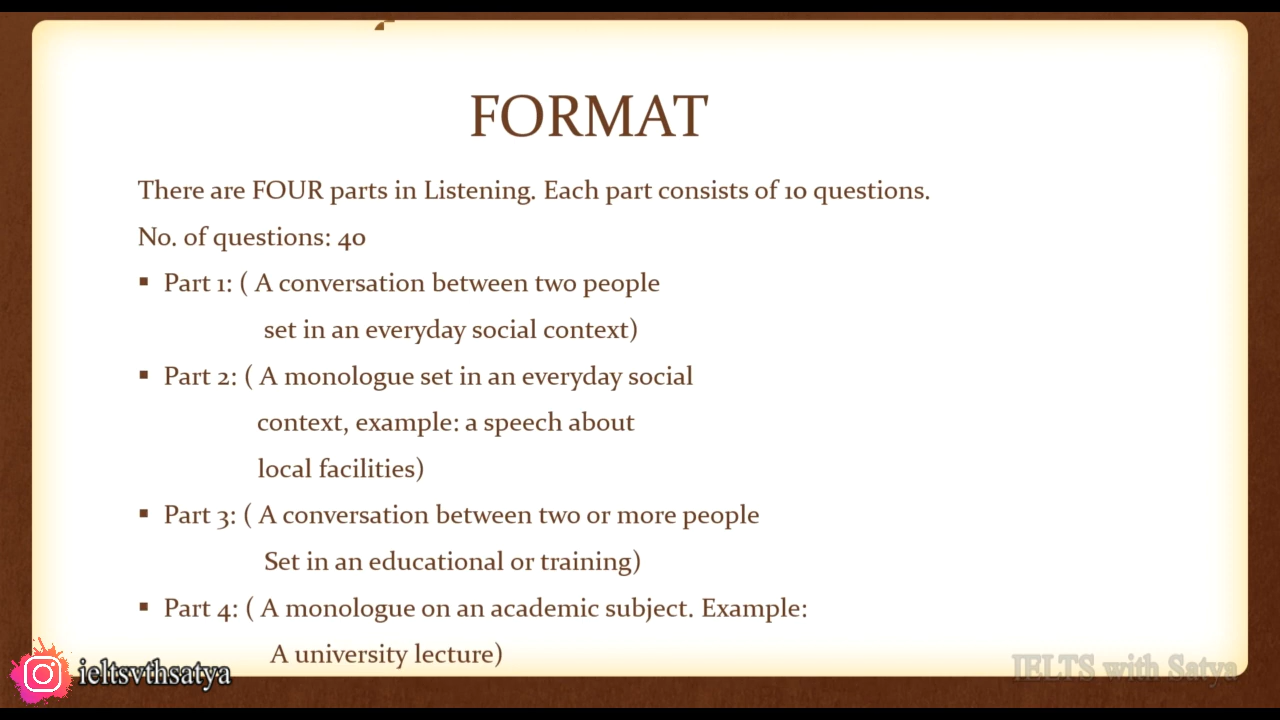 FORMAT
There are FOUR parts in Listening. Each part consists of 10 questions.
No. of questions: 40
▪ Part 1: ( A conversation between two people
set in an everyday social context)
▪ Part 2: ( A monologue set in an everyday social
context, example: a speech about
local facilities)
▪ Part 3: ( A conversation between two or more people
Set in an educational or training)
▪ Part 4: ( A monologue on an academic subject. Example:
A university lecture)
ieltsvthsatya
IELTS with Satya